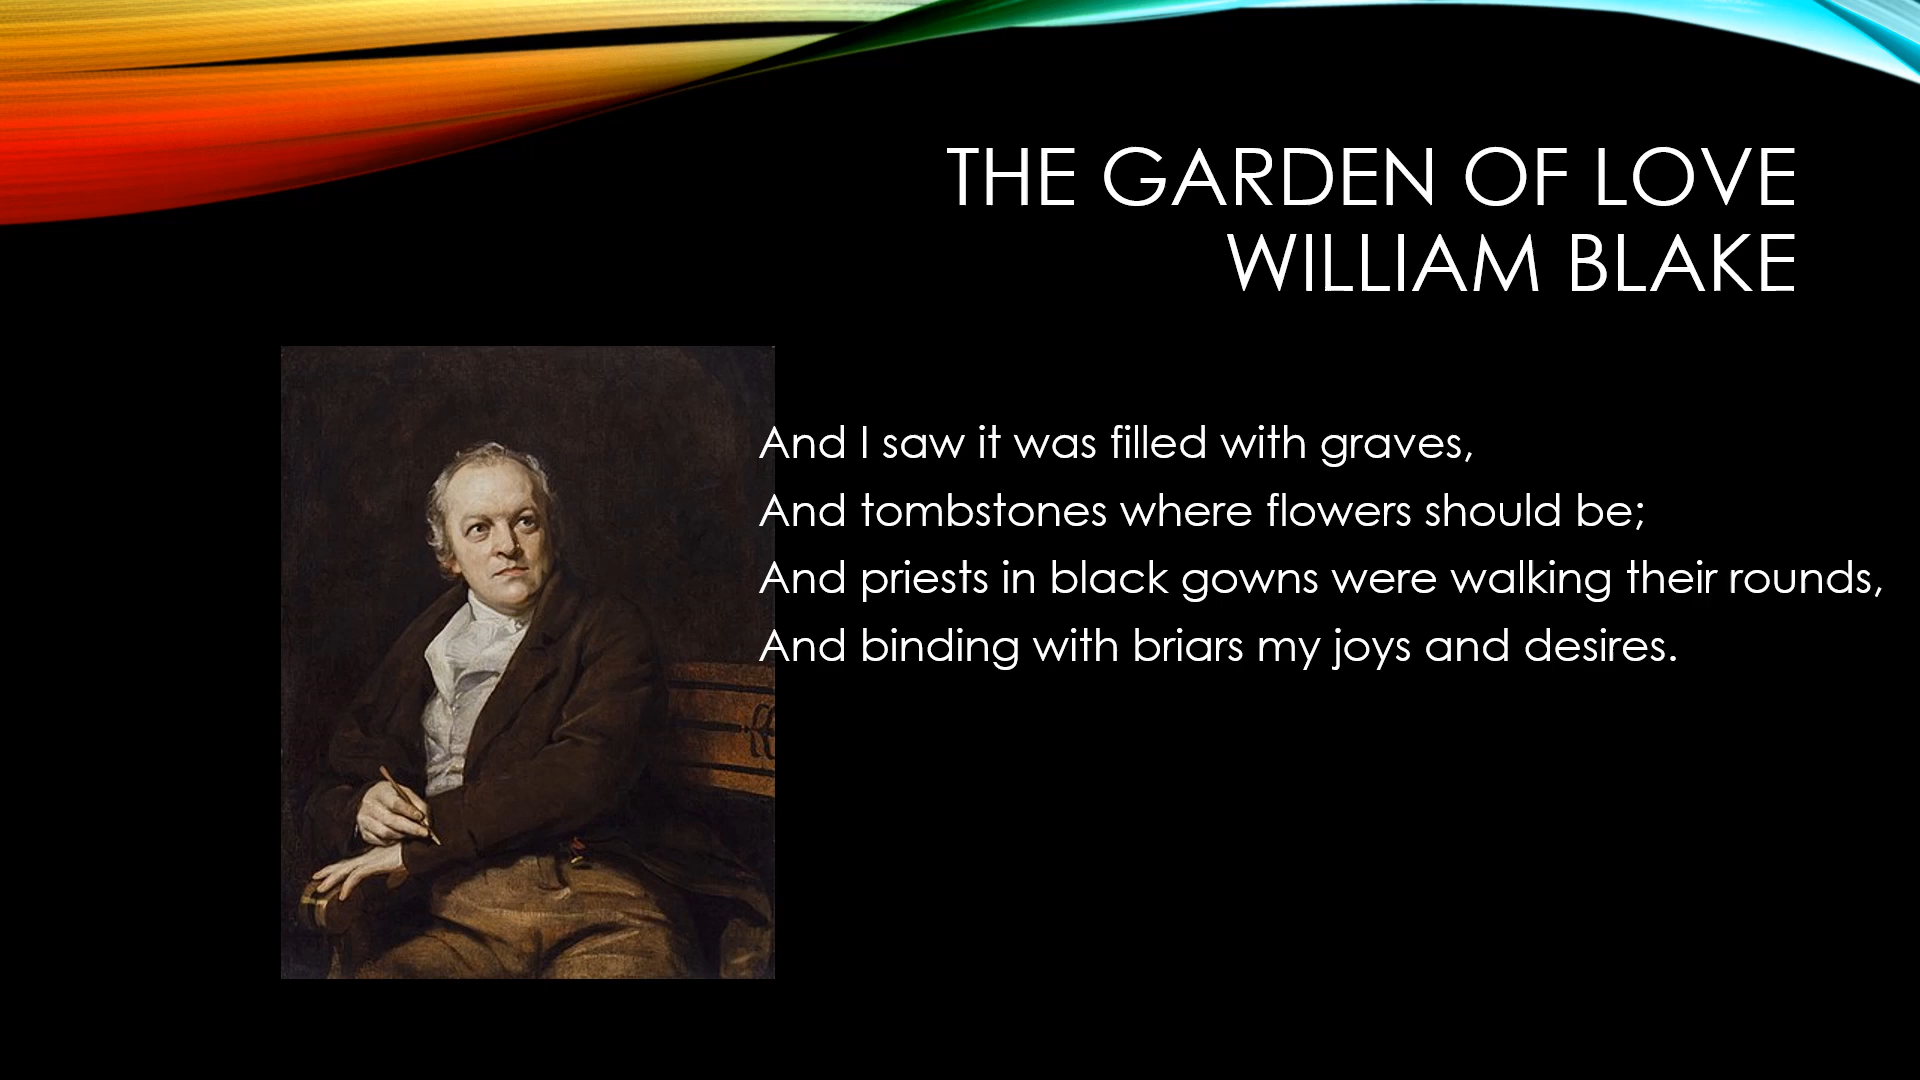 THE GARDEN OF LOVE
WILLIAM BLAKE
And I saw it was filled with graves,
And tombstones where flowers should be;
And priests in black gowns were walking their rounds,
And binding with briars my joys and desires.